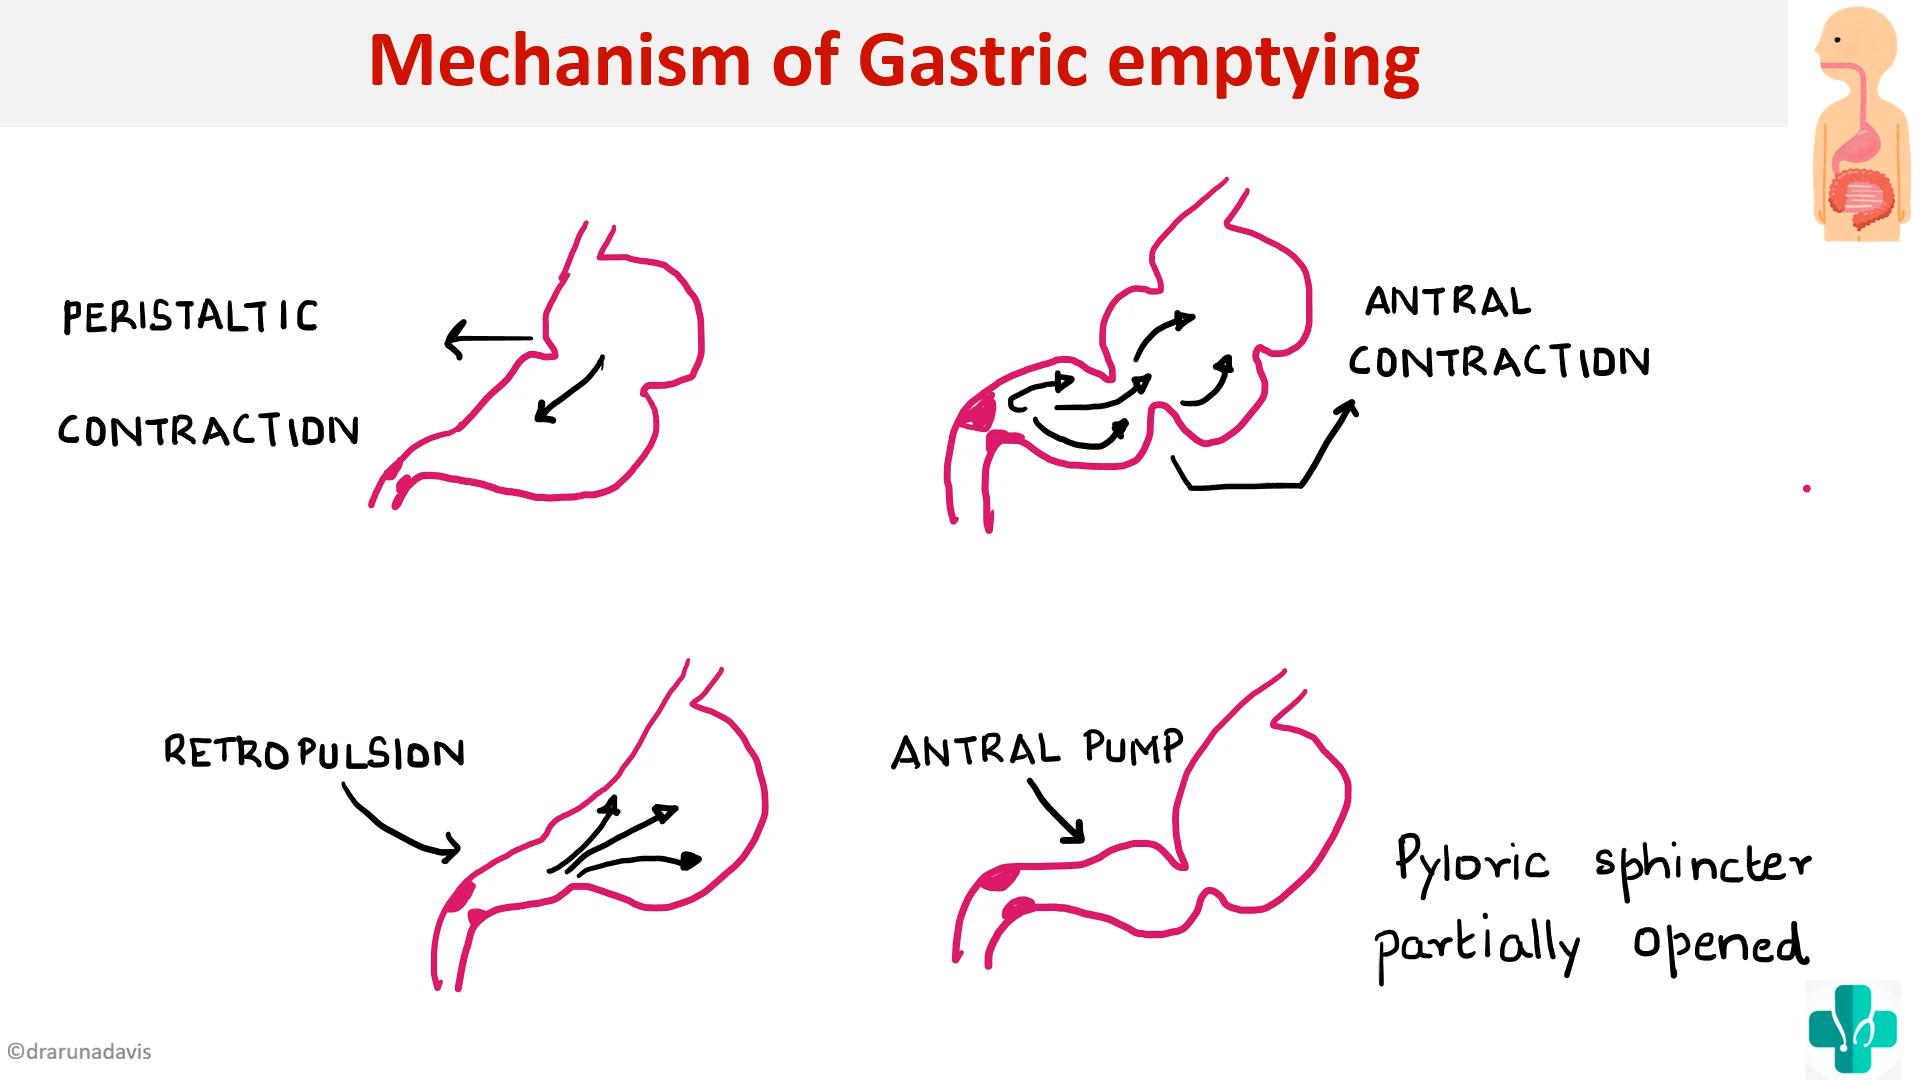 Mechanism of Gastric emptying
PERISTALTIC
CONTRACTION
ANTRAL
CONTRACTION
RETROPULSION
ANTRAL PUMP
Pyloric sphincter
partially opened
©drarunadavis